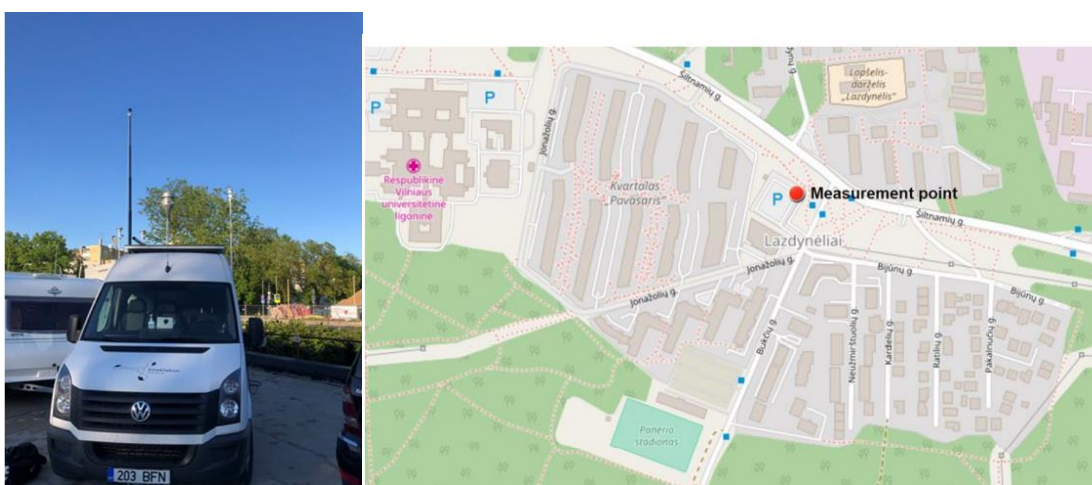 203 BFN
Šiltnamių g.
Lopšelis-
darželis
„Lazdynėlis"
Jonažolių g.
P
P
Respublikinė
Vilniaus
universitetinė
ligoninė
Kvartalas
„Pavasaris"
P
Measurement point
Šiltnamių g.
Lazdynėliai
Jonažolių g.
Bijūnų g.
Jonažolių g.
Bijūnų g.
Bukčių g.
Neužmirštuolių g.
Kardelių g.
Ratilių g.
Pakalnučių g.
Panerio
stadionas